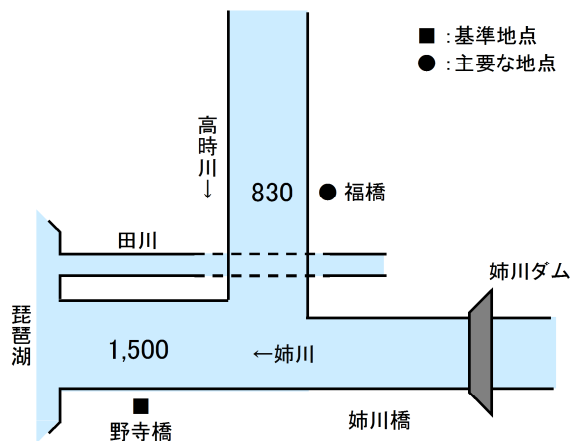 ■：基準地点
●：主要な地点
高時川→
830
●福橋
田川
姉川ダム
琵琶湖
1,500
←姉川
姉川橋
■
野寺橋